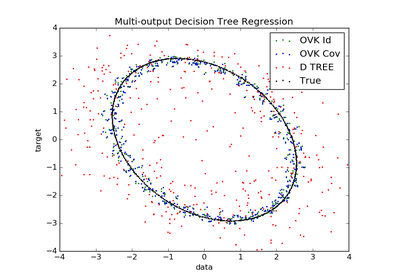 Multi-output Decision Tree Regression
OVK Id
OVK Cov
D TREE
True
target
4
3
2
1
0
−1
−2
−3
−4
−4
−3
−2
−1
0
1
2
3
4
data